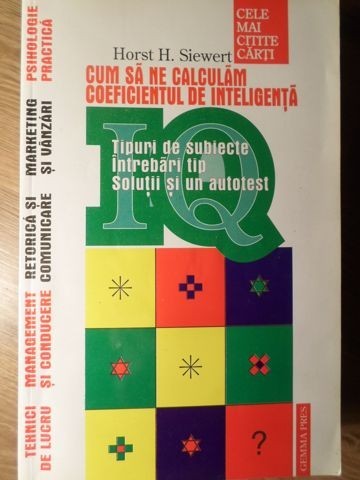 CELE
MAI
CITITE
CĂRȚI
Horst H. Siewert
CUM SĂ NE CALCULĂM
COEFICIENTUL DE INTELIGENȚĂ
IQ
Tipuri de subiecte
Întrebări tip
Soluții și un autotest
?
GEMMA PRES
TEHNICI
DE LUCRU
MANAGEMENT
ȘI CONDUCERE
RETORICĂ ȘI
COMUNICARE
MARKETING
ȘI VÂNZĂRI
PSIHOLOGIE
PRACTICĂ